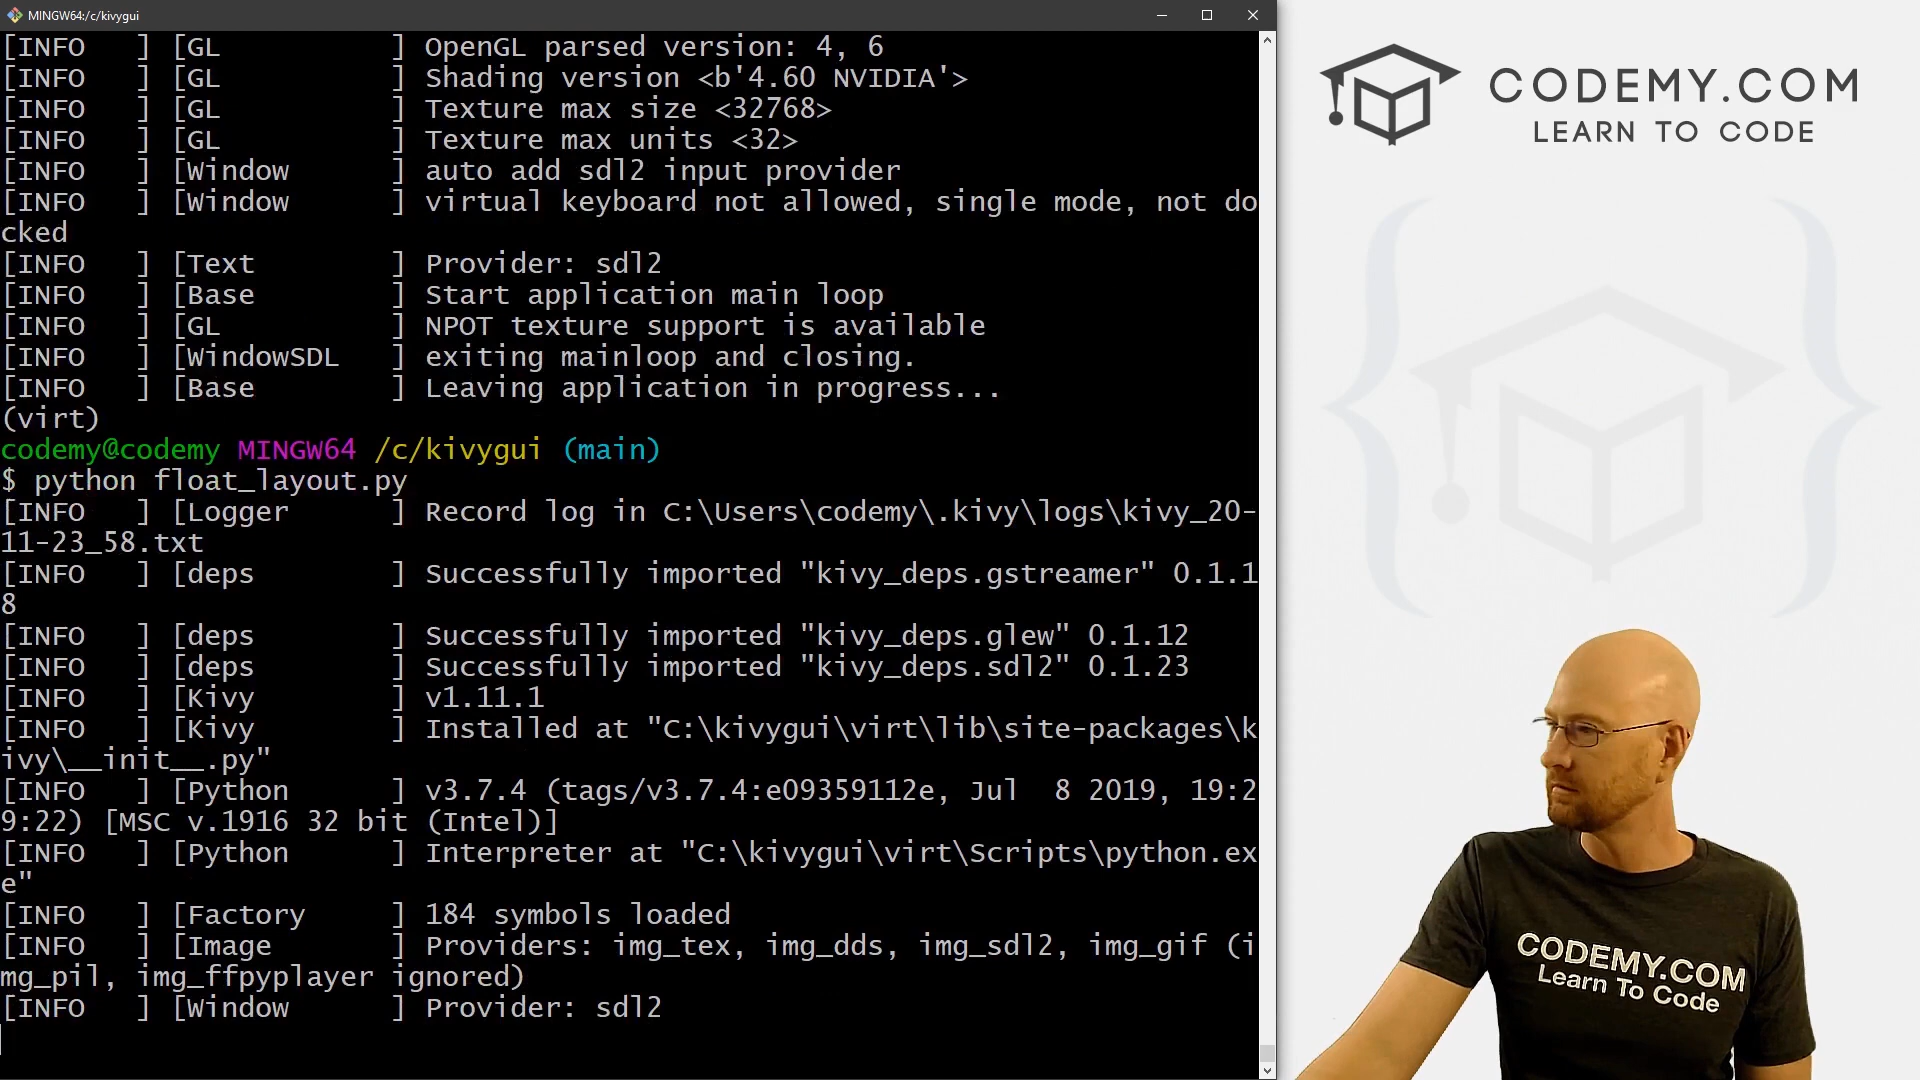 MINGW64:/c/kivygui
[INFO   ] [GL          ] OpenGL parsed version: 4, 6
[INFO   ] [GL          ] Shading version <b'4.60 NVIDIA'>
[INFO   ] [GL          ] Texture max size <32768>
[INFO   ] [GL          ] Texture max units <32>
[INFO   ] [Window      ] auto add sdl2 input provider
[INFO   ] [Window      ] virtual keyboard not allowed, single mode, not do
cked
[INFO   ] [Text        ] Provider: sdl2
[INFO   ] [Base        ] Start application main loop
[INFO   ] [GL          ] NPOT texture support is available
[INFO   ] [WindowSDL   ] exiting mainloop and closing.
[INFO   ] [Base        ] Leaving application in progress...
(virt)
codemy@codemy MINGW64 /c/kivygui (main)
$ python float_layout.py
[INFO   ] [Logger      ] Record log in C:\Users\codemy\.kivy\logs\kivy_20-
11-23_58.txt
[INFO   ] [deps        ] Successfully imported "kivy_deps.gstreamer" 0.1.1
8
[INFO   ] [deps        ] Successfully imported "kivy_deps.glew" 0.1.12
[INFO   ] [deps        ] Successfully imported "kivy_deps.sdl2" 0.1.23
[INFO   ] [Kivy        ] v1.11.1
[INFO   ] [Kivy        ] Installed at "C:\kivygui\virt\lib\site-packages\k
ivy\__init__.py"
[INFO   ] [Python      ] v3.7.4 (tags/v3.7.4:e09359112e, Jul  8 2019, 19:2
9:22) [MSC v.1916 32 bit (Intel)]
[INFO   ] [Python      ] Interpreter at "C:\kivygui\virt\Scripts\python.ex
e"
[INFO   ] [Factory     ] 184 symbols loaded
[INFO   ] [Image       ] Providers: img_tex, img_dds, img_sdl2, img_gif (i
mg_pil, img_ffpyplayer ignored)
[INFO   ] [Window      ] Provider: sdl2
CODEMY.COM
LEARN TO CODE
CODEMY.COM
Learn To Code